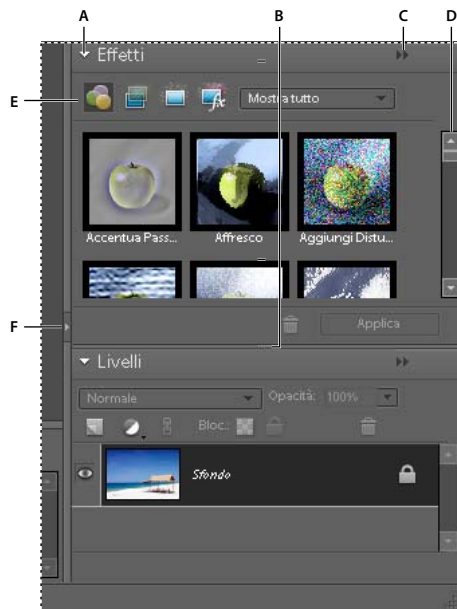 A B C D
Effetti
E
Mostra tutto
Accentua Pass... Affresco Aggiungi Distu...
F
Applica
Livelli
Normale Opacità: 100%
Bloc.:
Sfondo